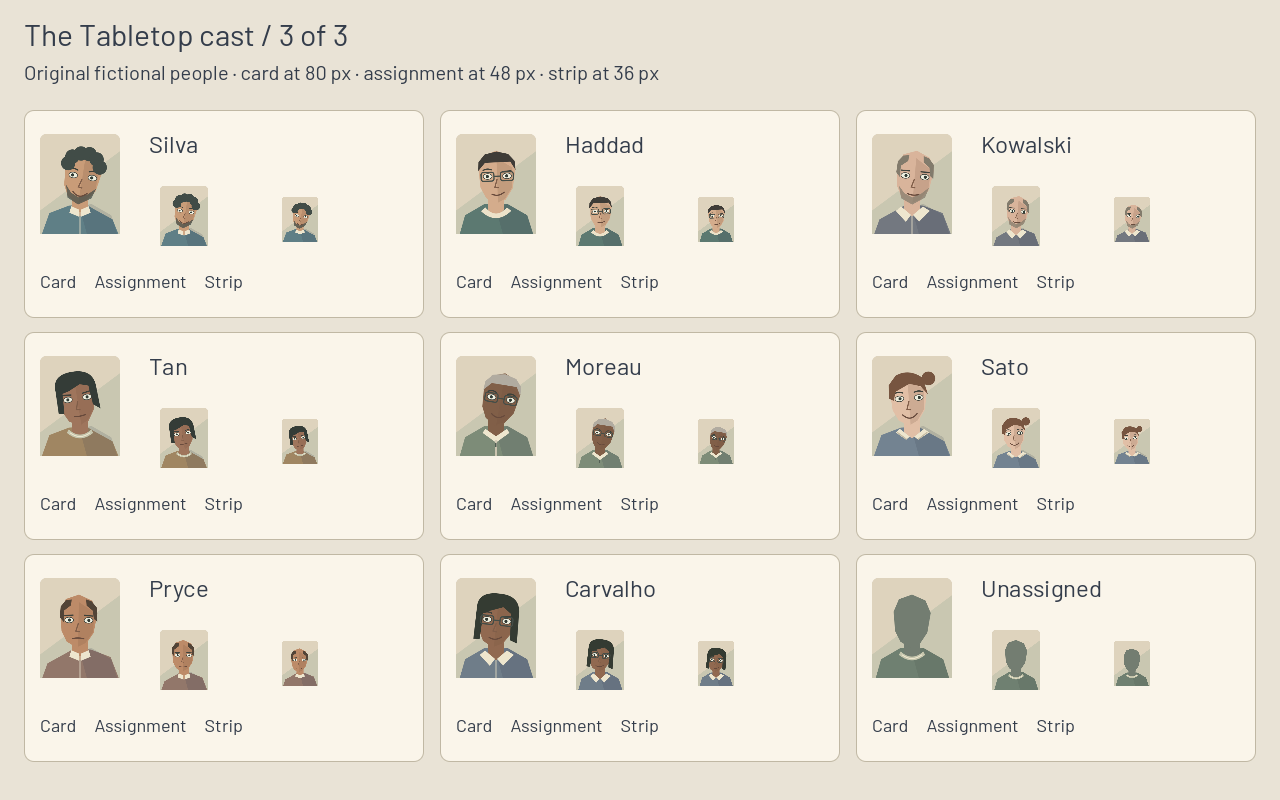 The Tabletop cast / 3 of 3
Original fictional people · card at 80 px · assignment at 48 px · strip at 36 px
Silva
Card Assignment Strip
Haddad
Card Assignment Strip
Kowalski
Card Assignment Strip
Tan
Card Assignment Strip
Moreau
Card Assignment Strip
Sato
Card Assignment Strip
Pryce
Card Assignment Strip
Carvalho
Card Assignment Strip
Unassigned
Card Assignment Strip